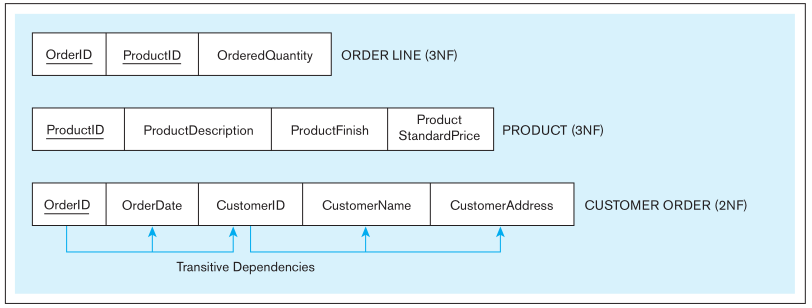 OrderID ProductID OrderedQuantity ORDER LINE (3NF)
ProductID ProductDescription ProductFinish Product
StandardPrice PRODUCT (3NF)
OrderID OrderDate CustomerID CustomerName CustomerAddress CUSTOMER ORDER (2NF)
Transitive Dependencies